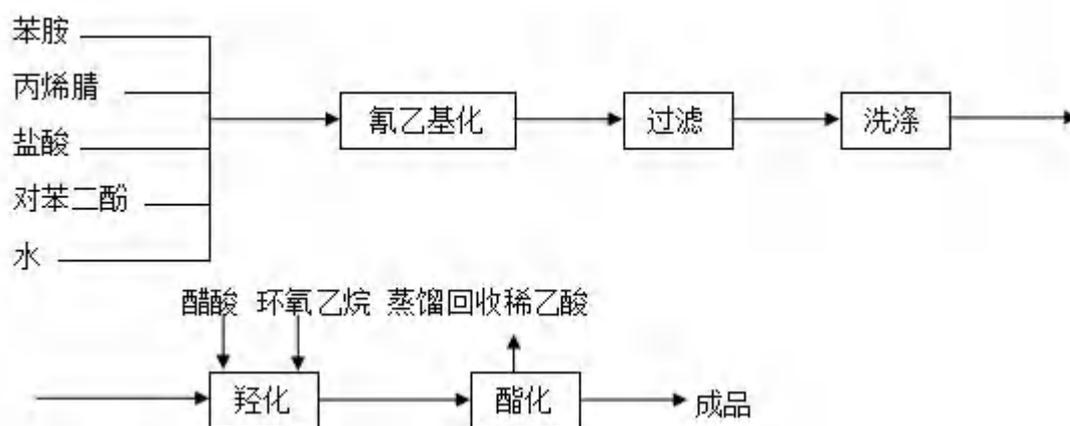 苯胺
丙烯腈
盐酸
对苯二酚
水
氰乙基化
过滤
洗涤
醋酸 环氧乙烷 蒸馏回收稀乙酸
羟化
酯化
成品